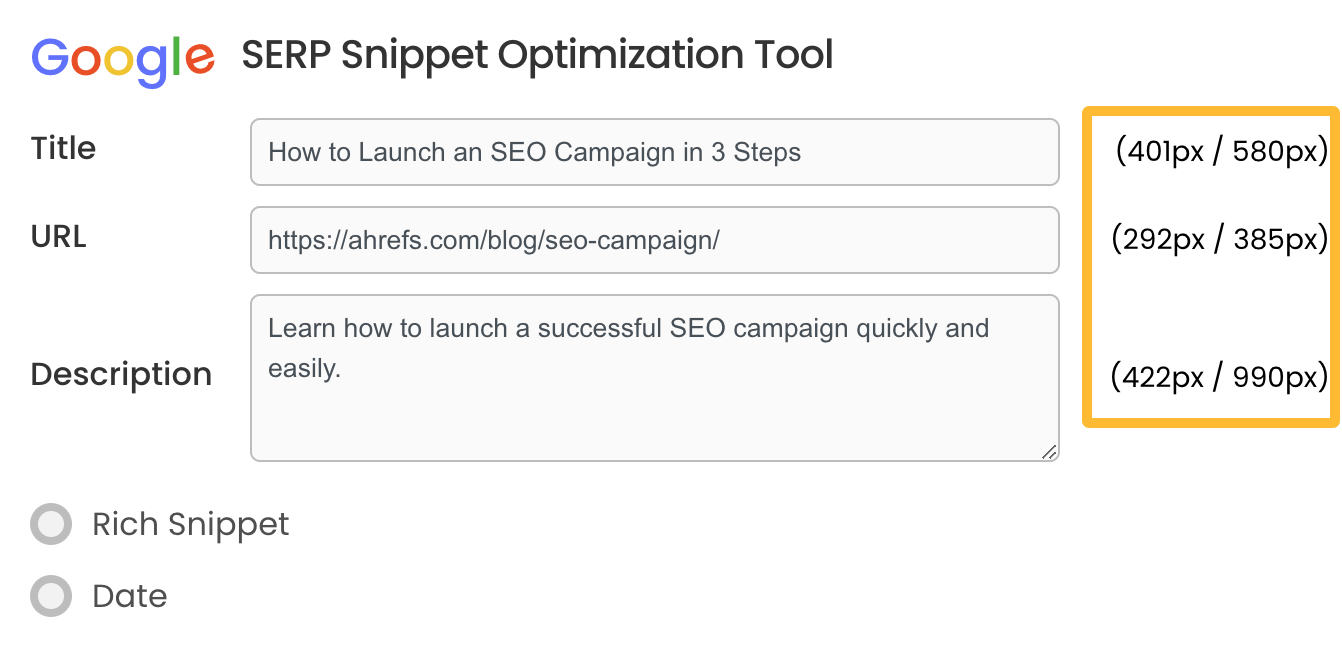 Google SERP Snippet Optimization Tool
Title How to Launch an SEO Campaign in 3 Steps (401px / 580px)
URL https://ahrefs.com/blog/seo-campaign/ (292px / 385px)
Learn how to launch a successful SEO campaign quickly and
easily.
Description (422px / 990px)
Rich Snippet
Date